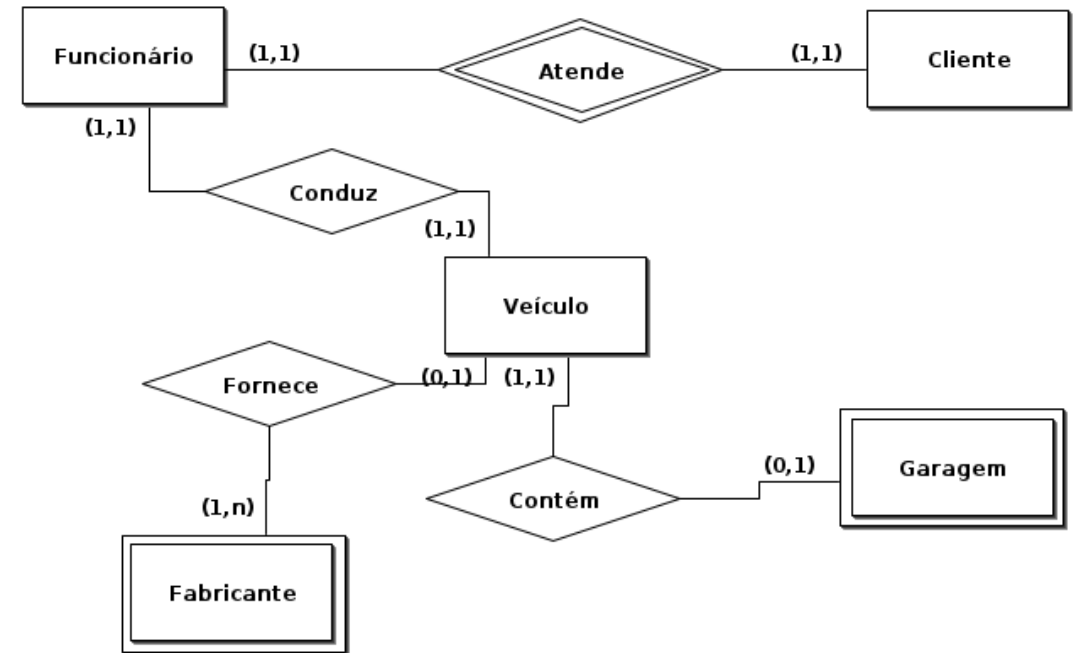 Funcionário
(1,1)
Atende
(1,1)
Cliente
(1,1)
Conduz
(1,1)
Veículo
Fornece
(0,1)
(1,1)
(1,n)
Contém
(0,1)
Garagem
Fabricante